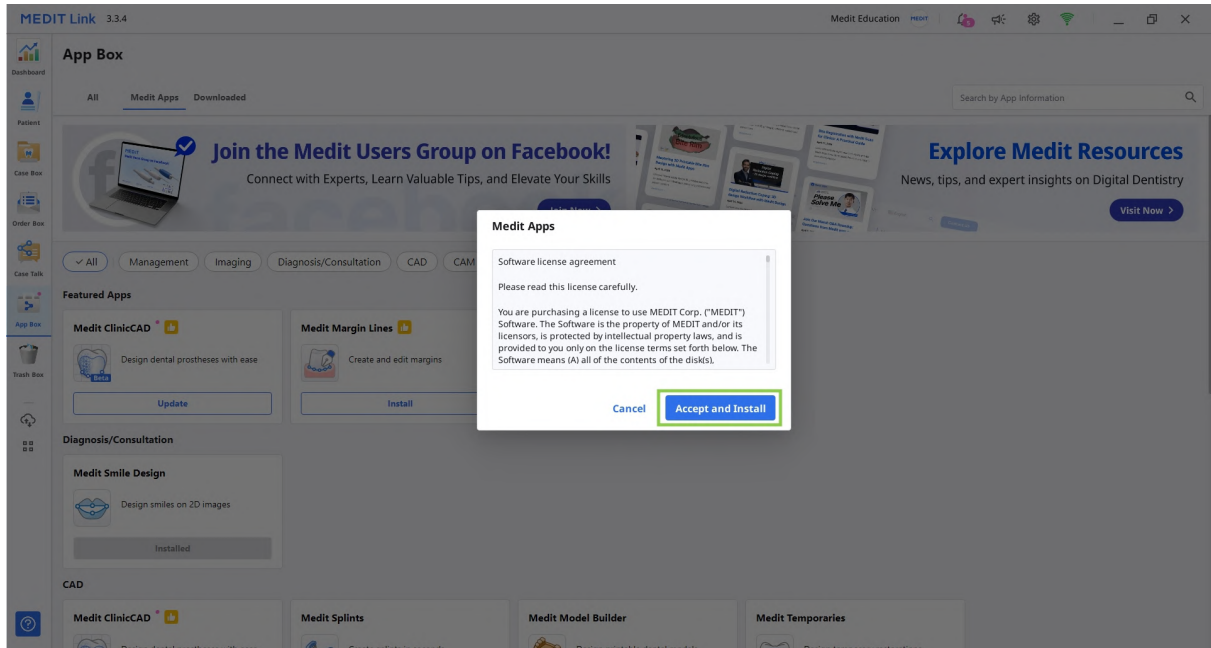 MEDIT Link 3.3.4
Medit Education MEDIT
Dashboard
Patient
Case Box
Order Box
Case Talk
App Box
Trash Box
App Box
All Medit Apps Downloaded
Search by App Information
Join the Medit Users Group on Facebook!
Connect with Experts, Learn Valuable Tips, and Elevate Your Skills
Join Now >
Explore Medit Resources
News, tips, and expert insights on Digital Dentistry
Visit Now >
All Management Imaging Diagnosis/Consultation CAD CAM
Featured Apps
Medit ClinicCAD *
Design dental prostheses with ease
Beta
Update
Medit Margin Lines
Create and edit margins
Install
Medit Apps
Software license agreement
Please read this license carefully.
You are purchasing a license to use MEDIT Corp. ("MEDIT")
Software. The Software is the property of MEDIT and/or its
licensors, is protected by intellectual property laws, and is
provided to you only on the license terms set forth below. The
Software means (A) all of the contents of the disk(s),
Cancel Accept and Install
Diagnosis/Consultation
Medit Smile Design
Design smiles on 2D images
Installed
CAD
Medit ClinicCAD *
Medit Splints
Medit Model Builder
Medit Temporaries